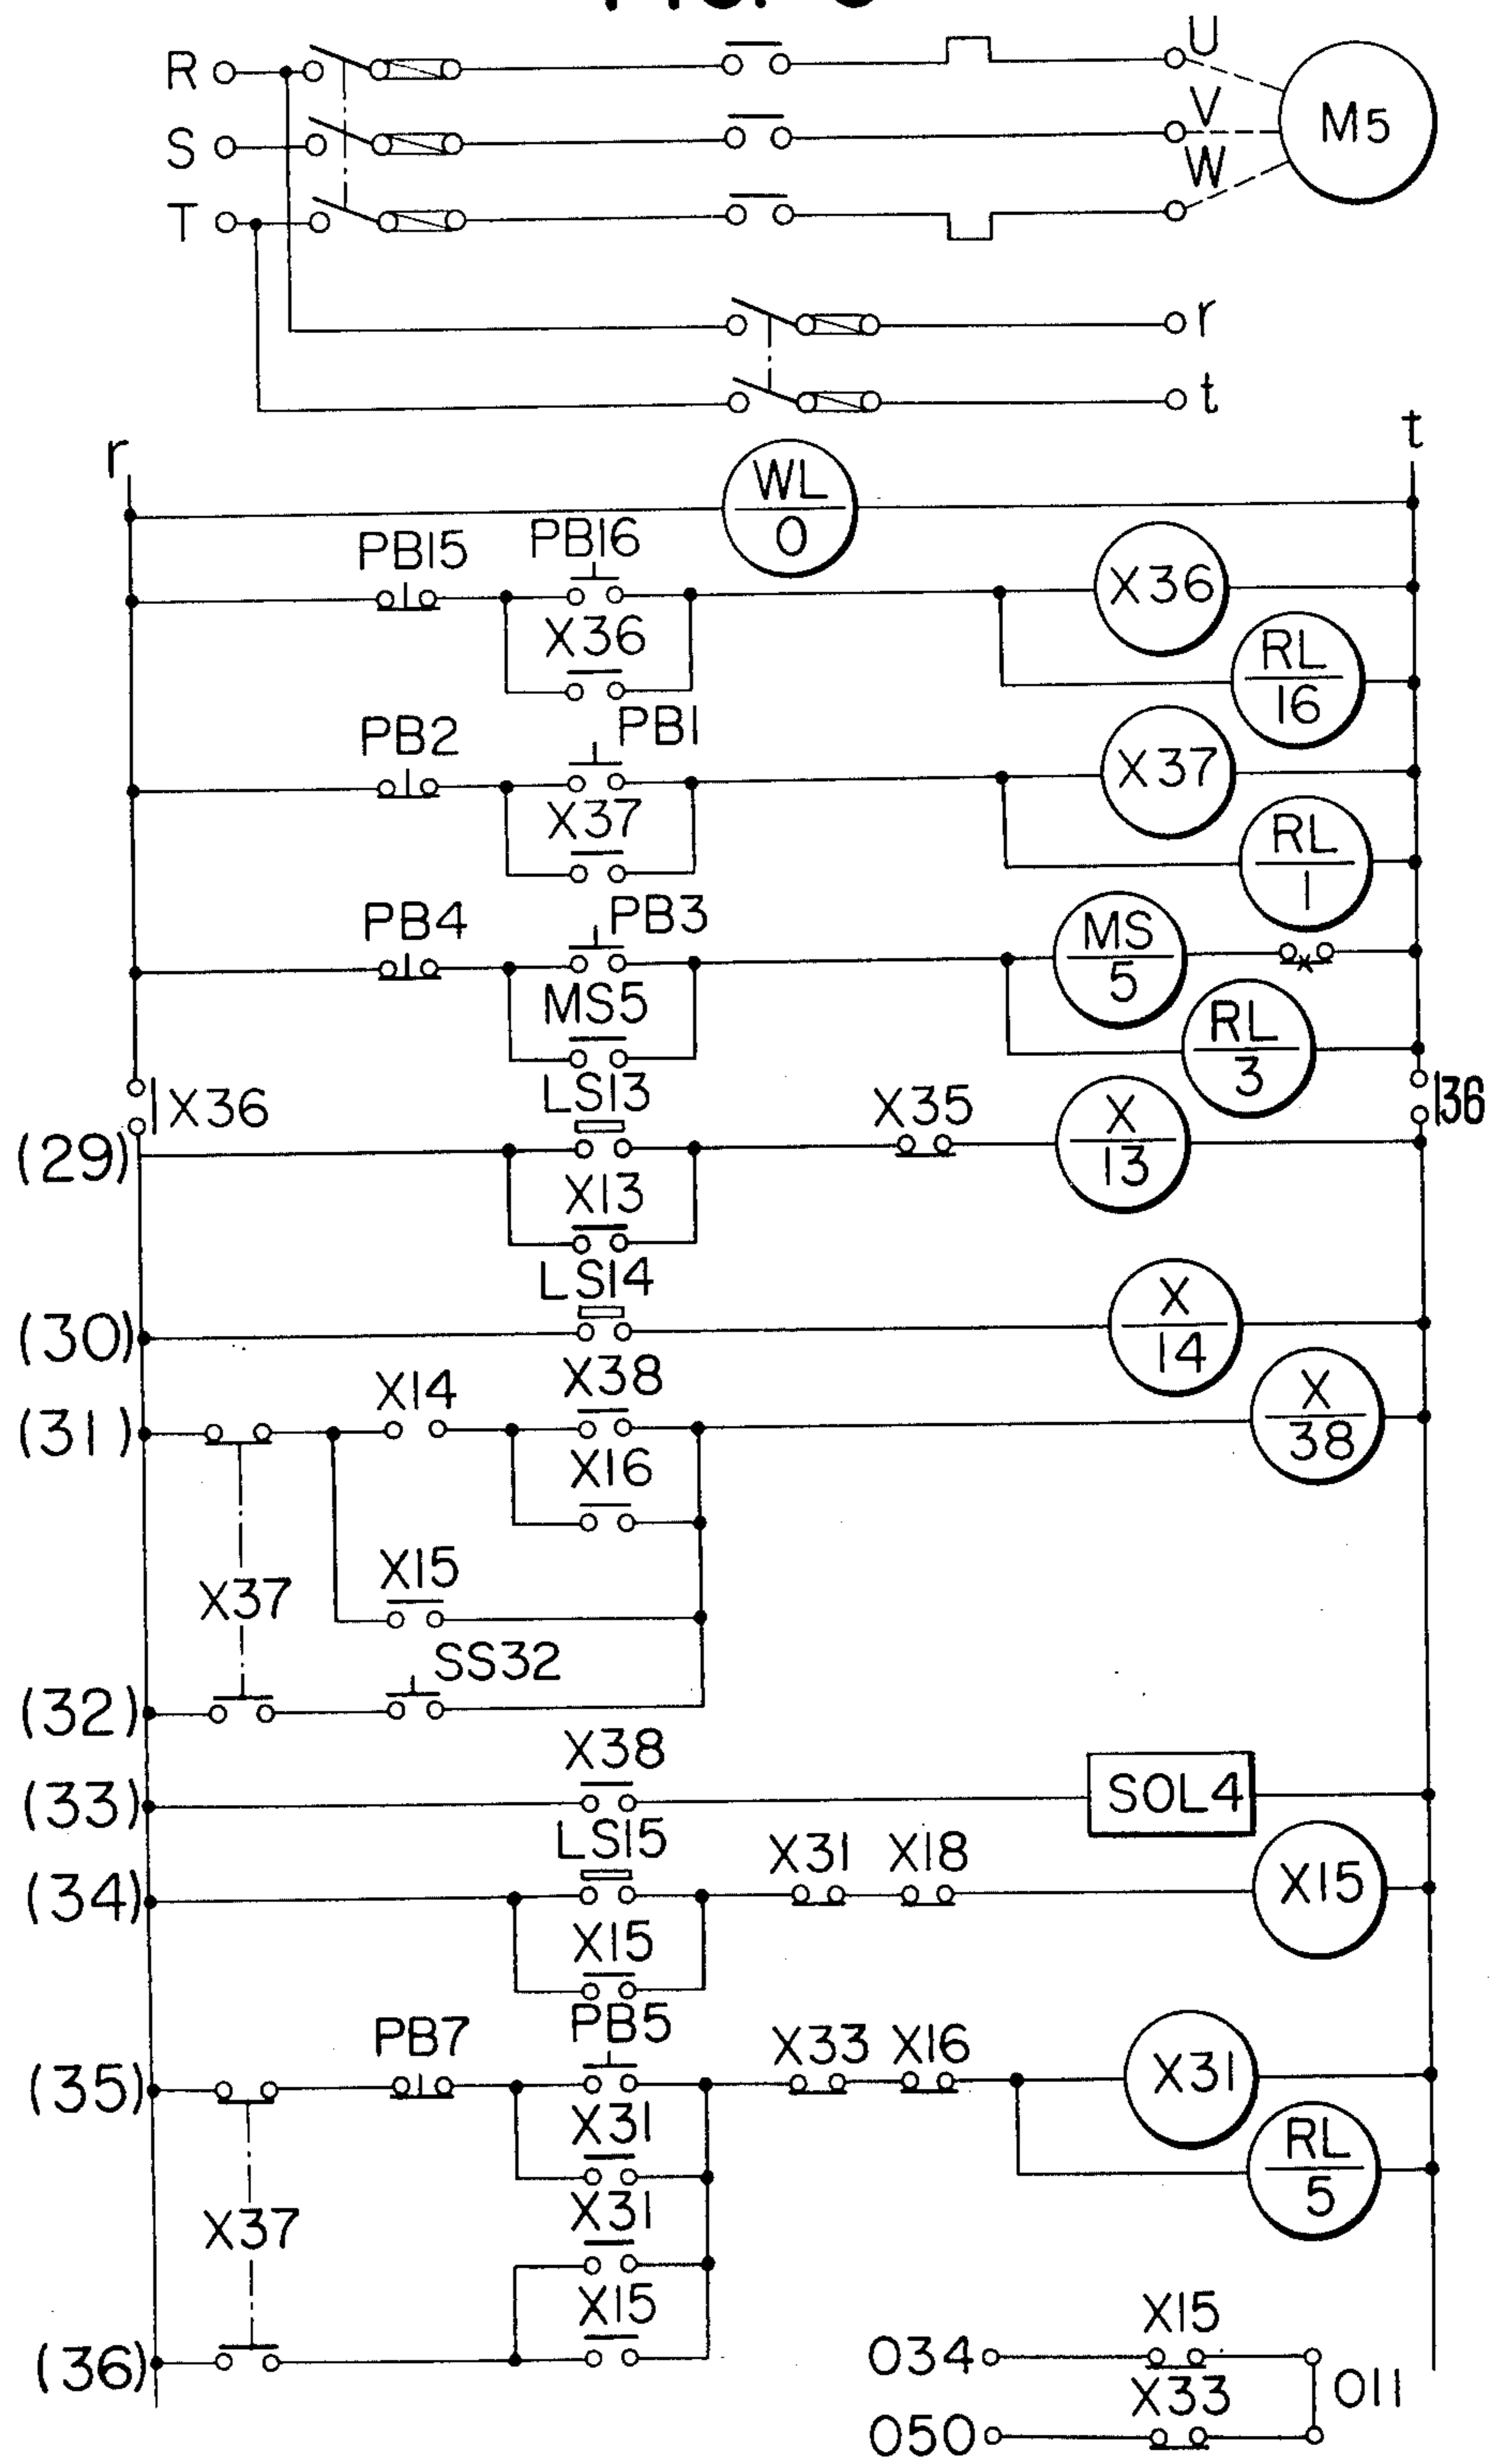 R
U
S
V
M5
T
W
r
t
r
t
WL
0
PB15
PB16
X36
X36
RL
16
PB2
PB1
X37
X37
RL
1
PB4
PB3
MS
5
MS5
RL
3
X36
LS13
X35
136
(29)
X
13
X13
LS14
(30)
X
14
(31)
X14
X38
X
38
X16
X15
X37
SS32
(32)
X38
(33)
SOL4
LS15
(34)
X31
X18
X15
X15
PB7
PB5
X33
X16
(35)
X31
X31
RL
5
X31
X37
X15
(36)
034
X15
011
X33
050